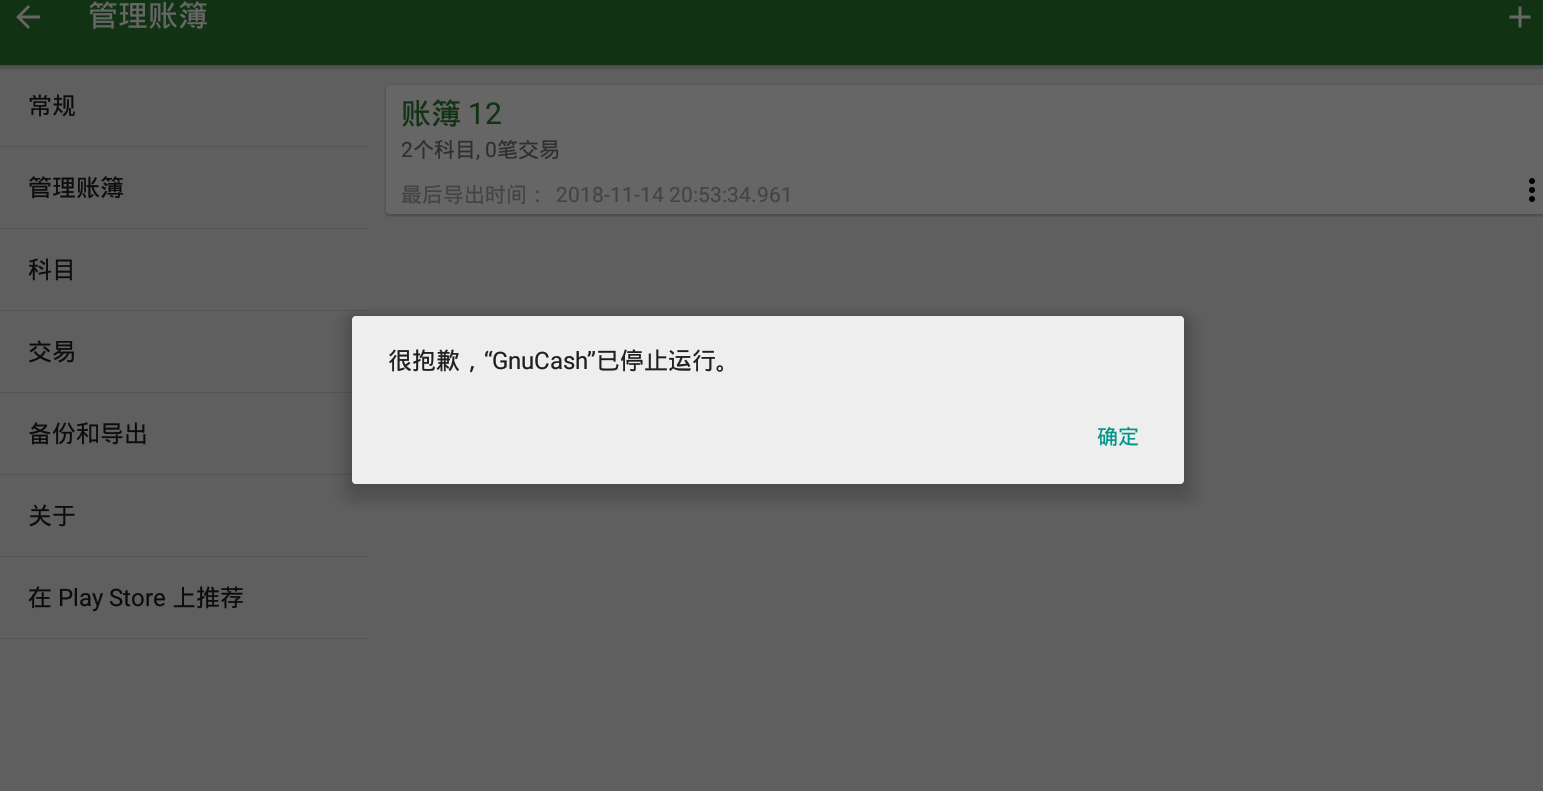 管理账簿
常规
管理账簿
科目
交易
备份和导出
关于
在 Play Store 上推荐
账簿 12
2个科目, 0笔交易
最后导出时间： 2018-11-14 20:53:34.961
很抱歉，“GnuCash”已停止运行。
确定